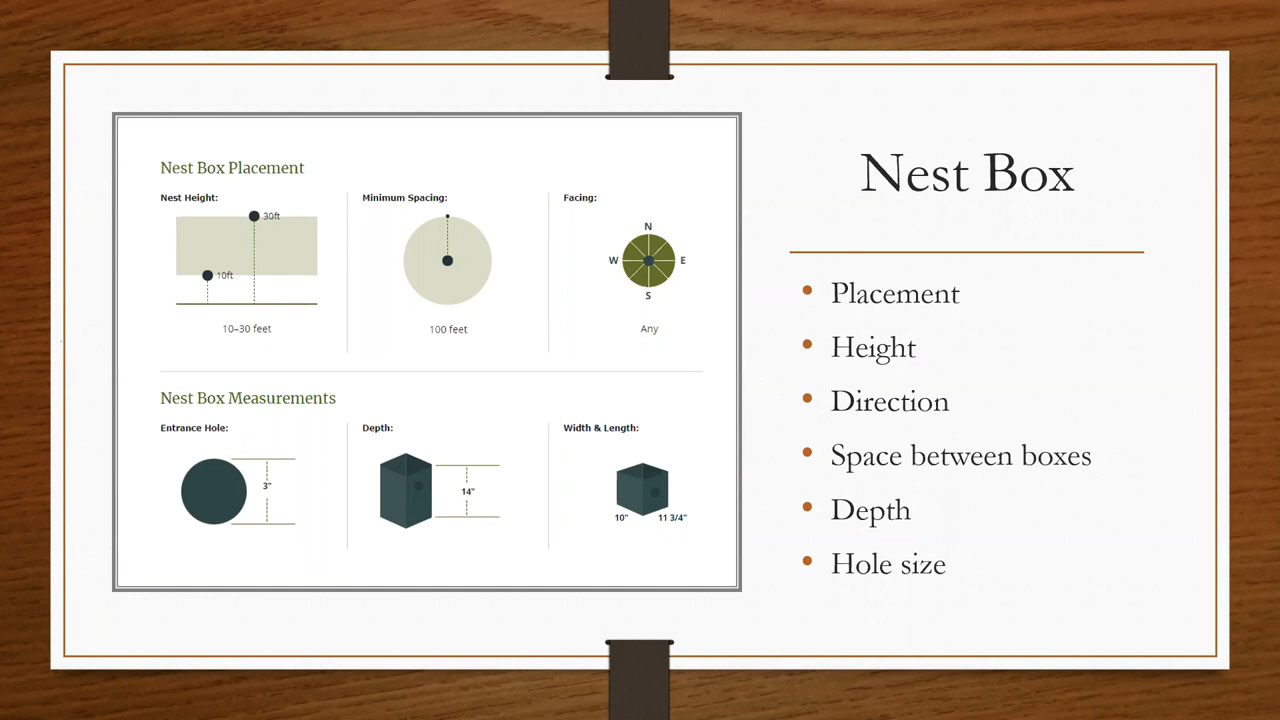 Nest Box Placement
Nest Height:
30ft
10ft
10–30 feet
Minimum Spacing:
100 feet
Facing:
N
W E
S
Any
Nest Box Measurements
Entrance Hole:
3"
Depth:
14"
Width & Length:
10" 11 3/4"
Nest Box
• Placement
• Height
• Direction
• Space between boxes
• Depth
• Hole size